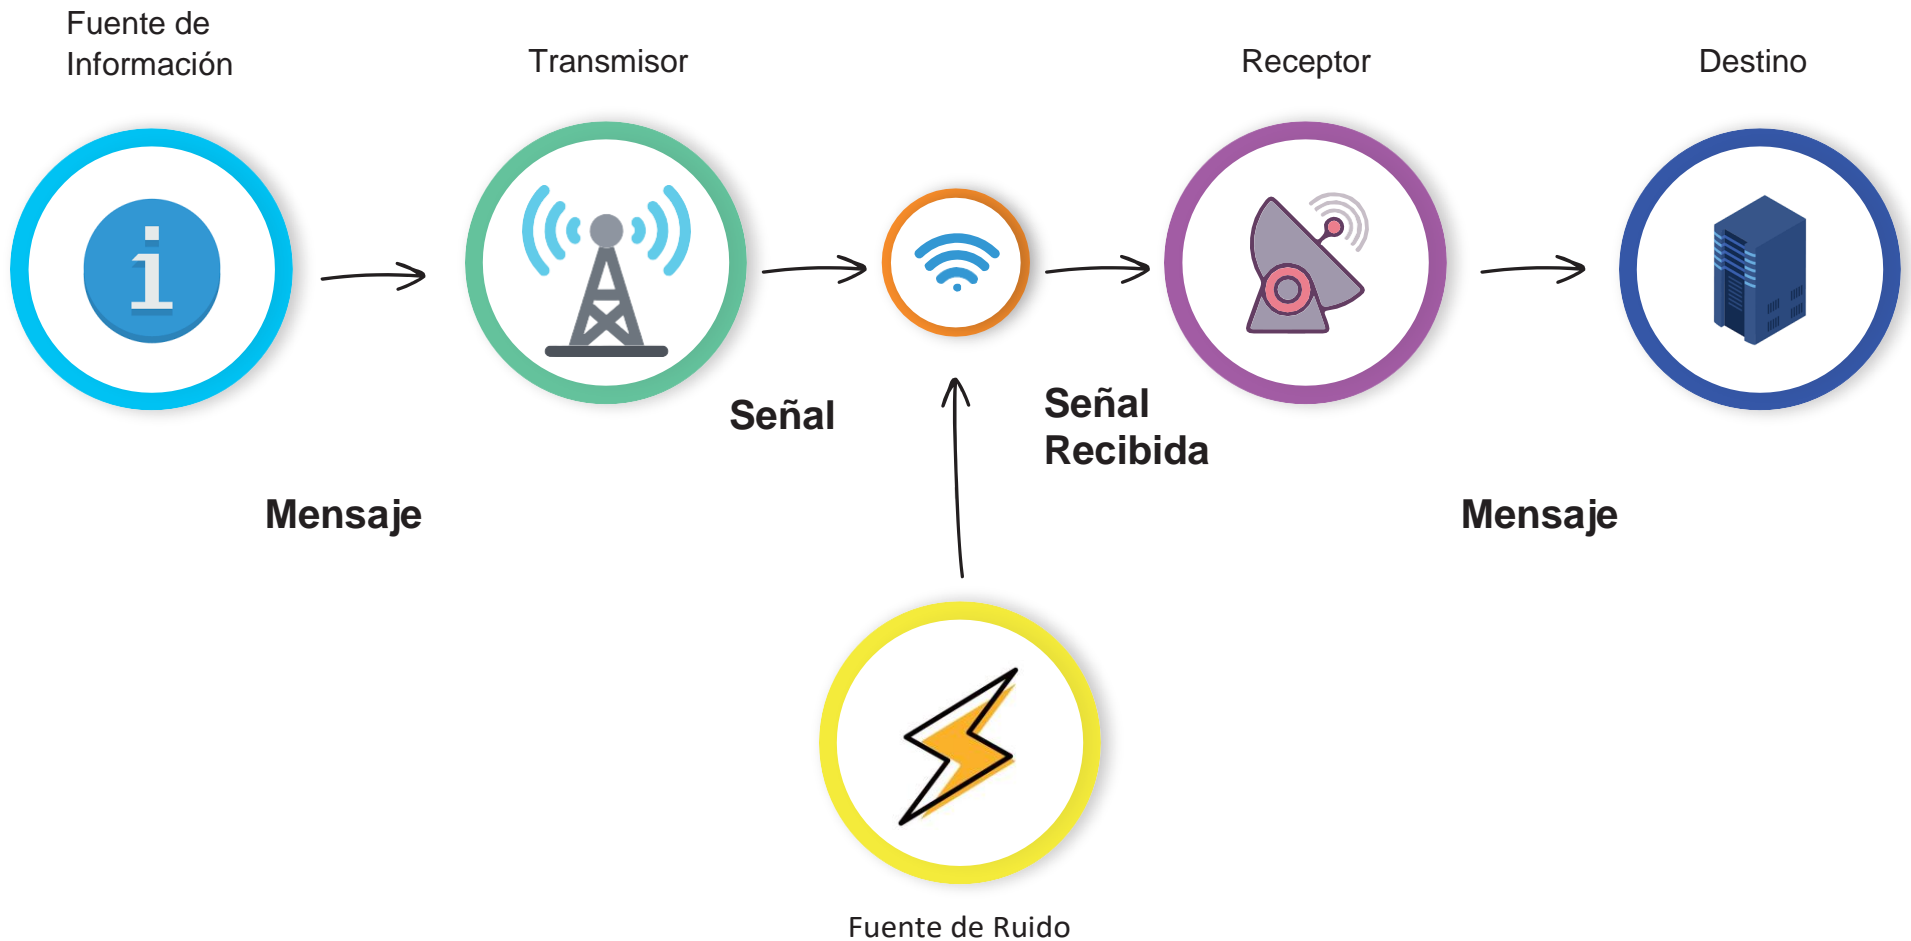 Fuente de
Información
Transmisor
Receptor
Destino
Señal
Señal
Recibida
Mensaje
Mensaje
Fuente de Ruido